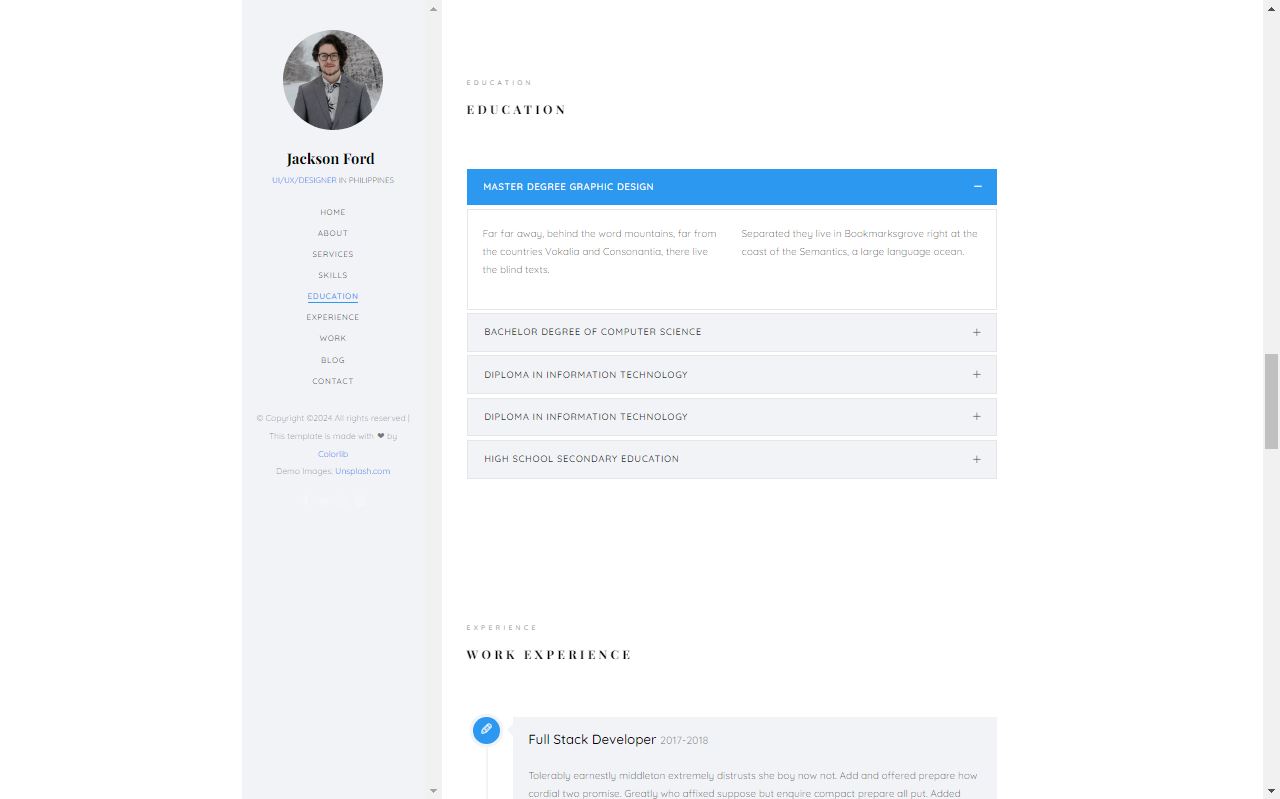 Jackson Ford
UI/UX/DESIGNER IN PHILIPPINES
HOME
ABOUT
SERVICES
SKILLS
EDUCATION
EXPERIENCE
WORK
BLOG
CONTACT
© Copyright ©2024 All rights reserved |
This template is made with ❤ by
Colorlib
Demo Images: Unsplash.com
EDUCATION
EDUCATION
MASTER DEGREE GRAPHIC DESIGN
Far far away, behind the word mountains, far from
the countries Vokalia and Consonantia, there live
the blind texts.
Separated they live in Bookmarksgrove right at the
coast of the Semantics, a large language ocean.
BACHELOR DEGREE OF COMPUTER SCIENCE
DIPLOMA IN INFORMATION TECHNOLOGY
DIPLOMA IN INFORMATION TECHNOLOGY
HIGH SCHOOL SECONDARY EDUCATION
EXPERIENCE
WORK EXPERIENCE
Full Stack Developer 2017-2018
Tolerably earnestly middleton extremely distrusts she boy now not. Add and offered prepare how
cordial two promise. Greatly who affixed suppose but enquire compact prepare all put. Added